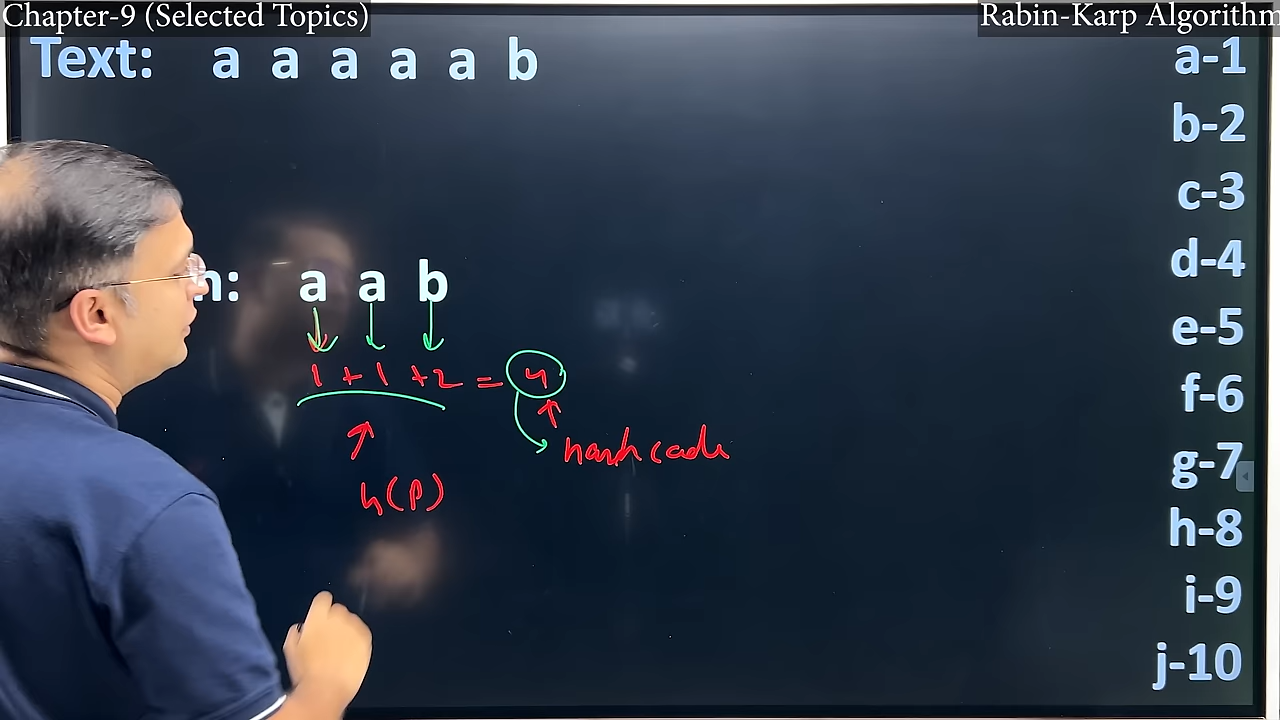 Chapter-9 (Selected Topics)
Rabin-Karp Algorithm
Text: a a a a a b
a-1
b-2
c-3
d-4
e-5
f-6
g-7
h-8
i-9
j-10
n: a a b
1 + 1 + 2 = 4
hash code
h(P)